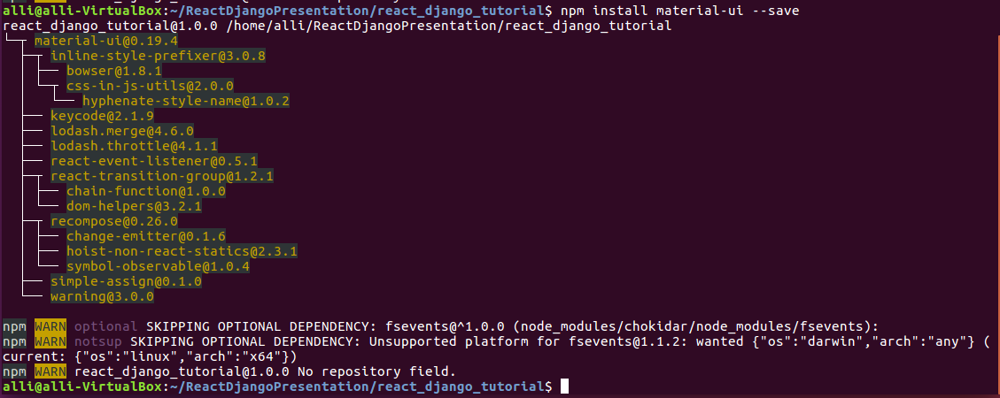 alli@alli-VirtualBox:~/ReactDjangoPresentation/react_django_tutorial$ npm install material-ui --save
react_django_tutorial@1.0.0 /home/alli/ReactDjangoPresentation/react_django_tutorial
└─┬ material-ui@0.19.4
  ├─┬ inline-style-prefixer@3.0.8
  │ ├── bowser@1.8.1
  │ └─┬ css-in-js-utils@2.0.0
  │   └── hyphenate-style-name@1.0.2
  ├── keycode@2.1.9
  ├── lodash.merge@4.6.0
  ├── lodash.throttle@4.1.1
  ├── react-event-listener@0.5.1
  ├─┬ react-transition-group@1.2.1
  │ ├── chain-function@1.0.0
  │ └── dom-helpers@3.2.1
  ├─┬ recompose@0.26.0
  │ ├── change-emitter@0.1.6
  │ ├── hoist-non-react-statics@2.3.1
  │ └── symbol-observable@1.0.4
  ├── simple-assign@0.1.0
  └── warning@3.0.0
npm WARN optional SKIPPING OPTIONAL DEPENDENCY: fsevents@^1.0.0 (node_modules/chokidar/node_modules/fsevents):
npm WARN notsup SKIPPING OPTIONAL DEPENDENCY: Unsupported platform for fsevents@1.1.2: wanted {"os":"darwin","arch":"any"} (
current: {"os":"linux","arch":"x64"})
npm WARN react_django_tutorial@1.0.0 No repository field.
alli@alli-VirtualBox:~/ReactDjangoPresentation/react_django_tutorial$